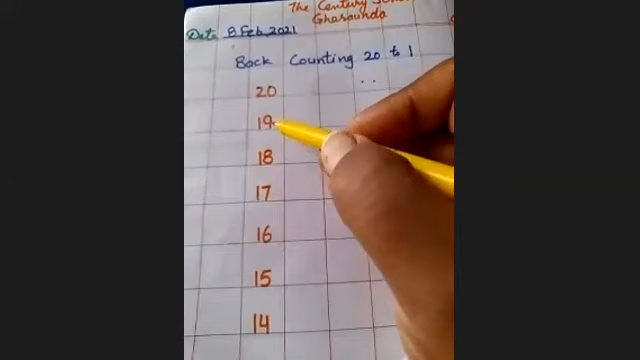 The Century
Gharaunda
Date 8 Feb, 2021
Back Counting 20 to 1
20
19
18
17
16
15
14